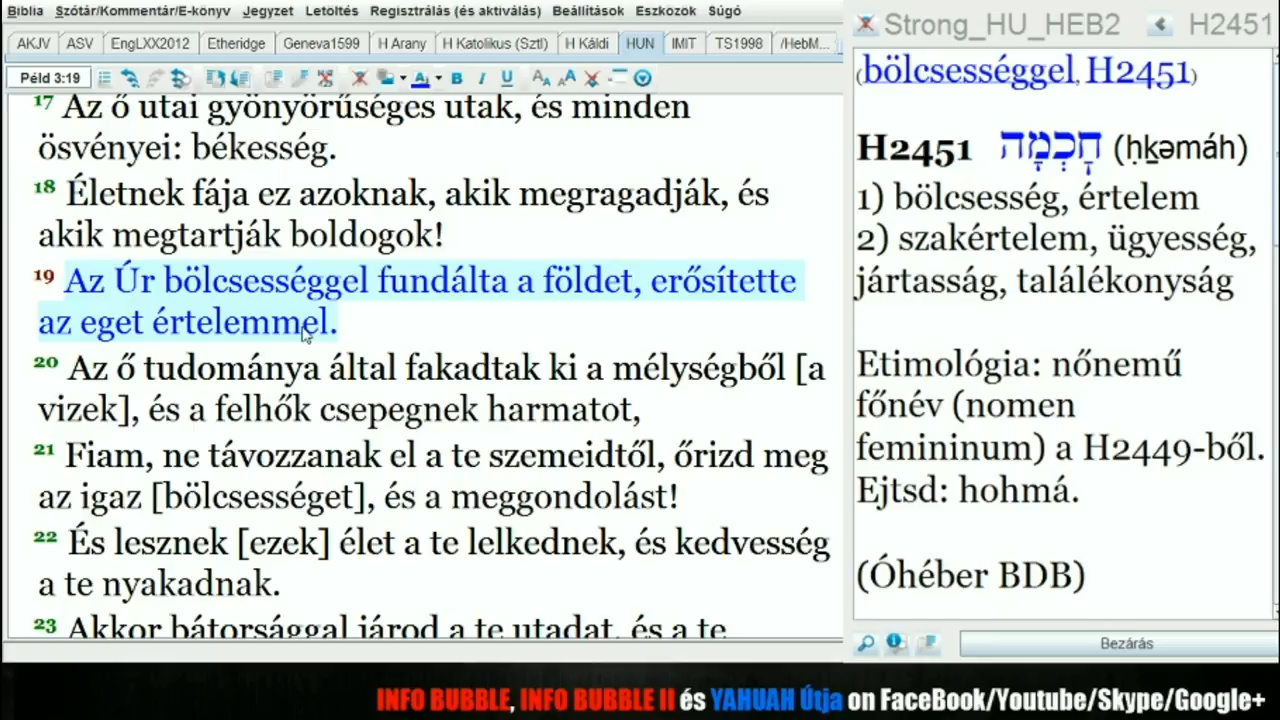 Biblia Szótár/Kommentár/E-könyv Jegyzet Letöltés Regisztrálás (és aktiválás) Beállítások Eszközök Súgó
AKJV ASV EngLXX2012 Etheridge Geneva1599 H Arany H Katolikus (SztI) H Káldi HUN IMIT TS1998 /HebM...
Péld 3:19
17 Az ő utai gyönyörűséges utak, és minden
ösvényei: békesség.
18 Életnek fája ez azoknak, akik megragadják, és
akik megtartják boldogok!
19 Az Úr bölcsességgel fundálta a földet, erősítette
az eget értelemmel.
20 Az ő tudománya által fakadtak ki a mélységből [a
vizek], és a felhők csepegnek harmatot,
21 Fiam, ne távozzanak el a te szemeidtől, őrizd meg
az igaz [bölcsességet], és a meggondolást!
22 És lesznek [ezek] élet a te lelkednek, és kedvesség
a te nyakadnak.
23 Akkor bátorsággal járod a te utadat, és a te
Strong_HU_HEB2 H2451
(bölcsességgel, H2451)
H2451 חָכְמָה (ḥḵəmáh)
1) bölcsesség, értelem
2) szakértelem, ügyesség,
jártasság, találékonyság
Etimológia: nőnemű
főnév (nomen
femininum) a H2449-ből.
Ejtsd: hohmá.
(Óhéber BDB)
Bezárás
INFO BUBBLE, INFO BUBBLE II és YAHUAH Útja on FaceBook/Youtube/Skype/Google+